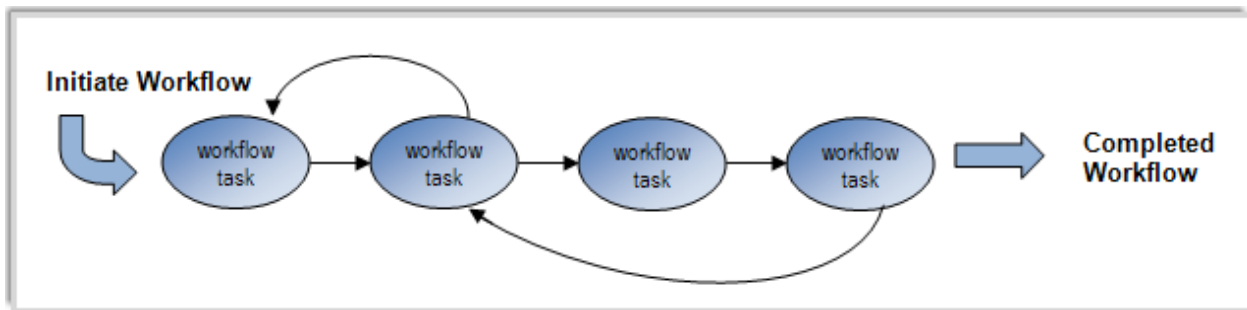 Initiate Workflow
workflow
task
workflow
task
workflow
task
workflow
task
Completed
Workflow